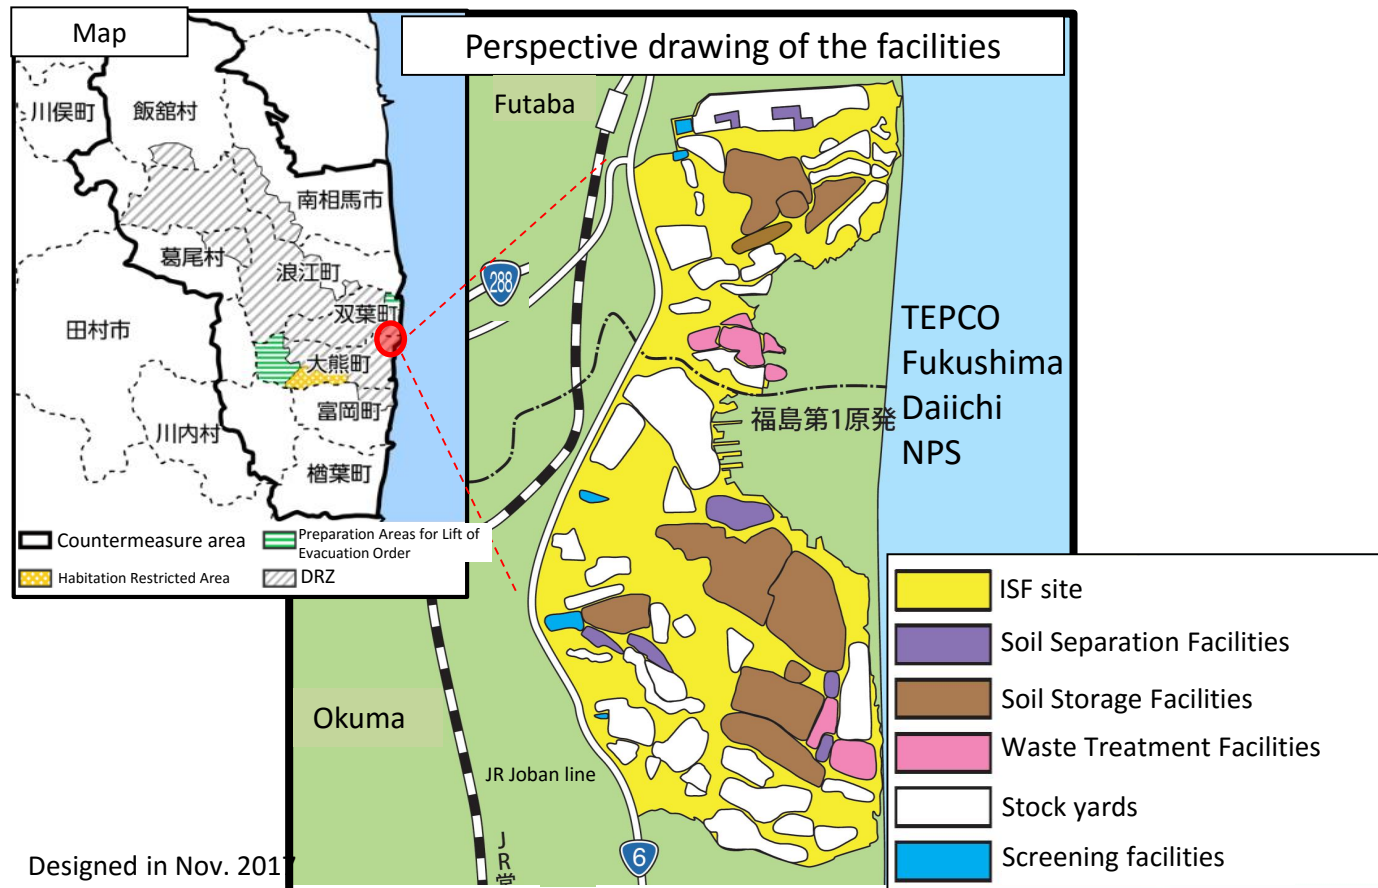 Map
Perspective drawing of the facilities
川俣町
飯舘村
南相馬市
葛尾村
浪江町
双葉町
田村市
大熊町
富岡町
川内村
楢葉町
Countermeasure area
Preparation Areas for Lift of
Evacuation Order
Habitation Restricted Area
DRZ
Futaba
288
TEPCO
Fukushima
Daiichi
NPS
福島第1原発
Okuma
JR Joban line
JR常
6
ISF site
Soil Separation Facilities
Soil Storage Facilities
Waste Treatment Facilities
Stock yards
Screening facilities
Designed in Nov. 2017